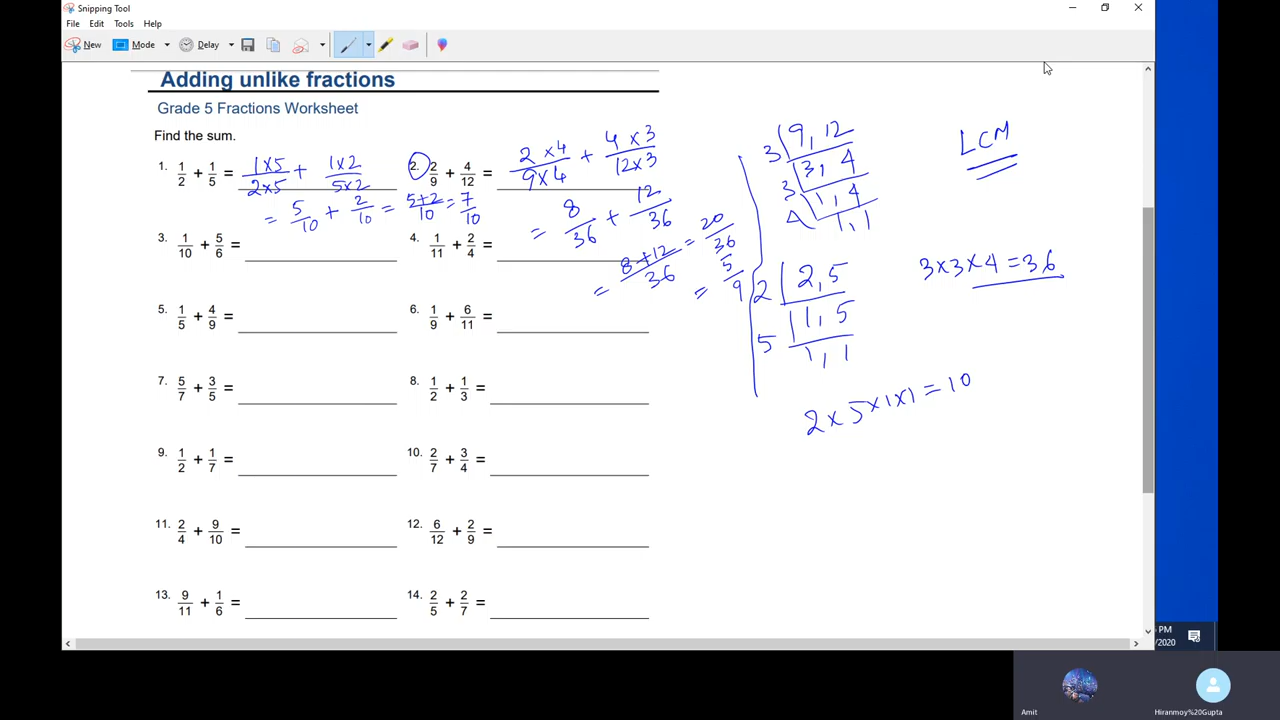 Snipping Tool
File Edit Tools Help
New Mode Delay
Adding unlike fractions
Grade 5 Fractions Worksheet
Find the sum.
1. 1/2 + 1/5 = 1×5/2×5 + 1×2/5×2
= 5/10 + 2/10 = 5+2/10 = 7/10
2. 2/9 + 4/12 = 2×4/9×4 + 4×3/12×3
= 8/36 + 12/36
= 8+12/36 = 20/36
= 5/9
3. 1/10 + 5/6 =
4. 1/11 + 2/4 =
5. 1/5 + 4/9 =
6. 1/9 + 6/11 =
7. 5/7 + 3/5 =
8. 1/2 + 1/3 =
9. 1/2 + 1/7 =
10. 2/7 + 3/4 =
11. 2/4 + 9/10 =
12. 6/12 + 2/9 =
13. 9/11 + 1/6 =
14. 2/5 + 2/7 =
3 9, 12
3 3, 4
4 1, 4
1, 1
LCM
3×3×4=36
2 2, 5
5 1, 5
1, 1
2×5×1×1=10
PM
/2020
Amit
Hiranmoy%20Gupta